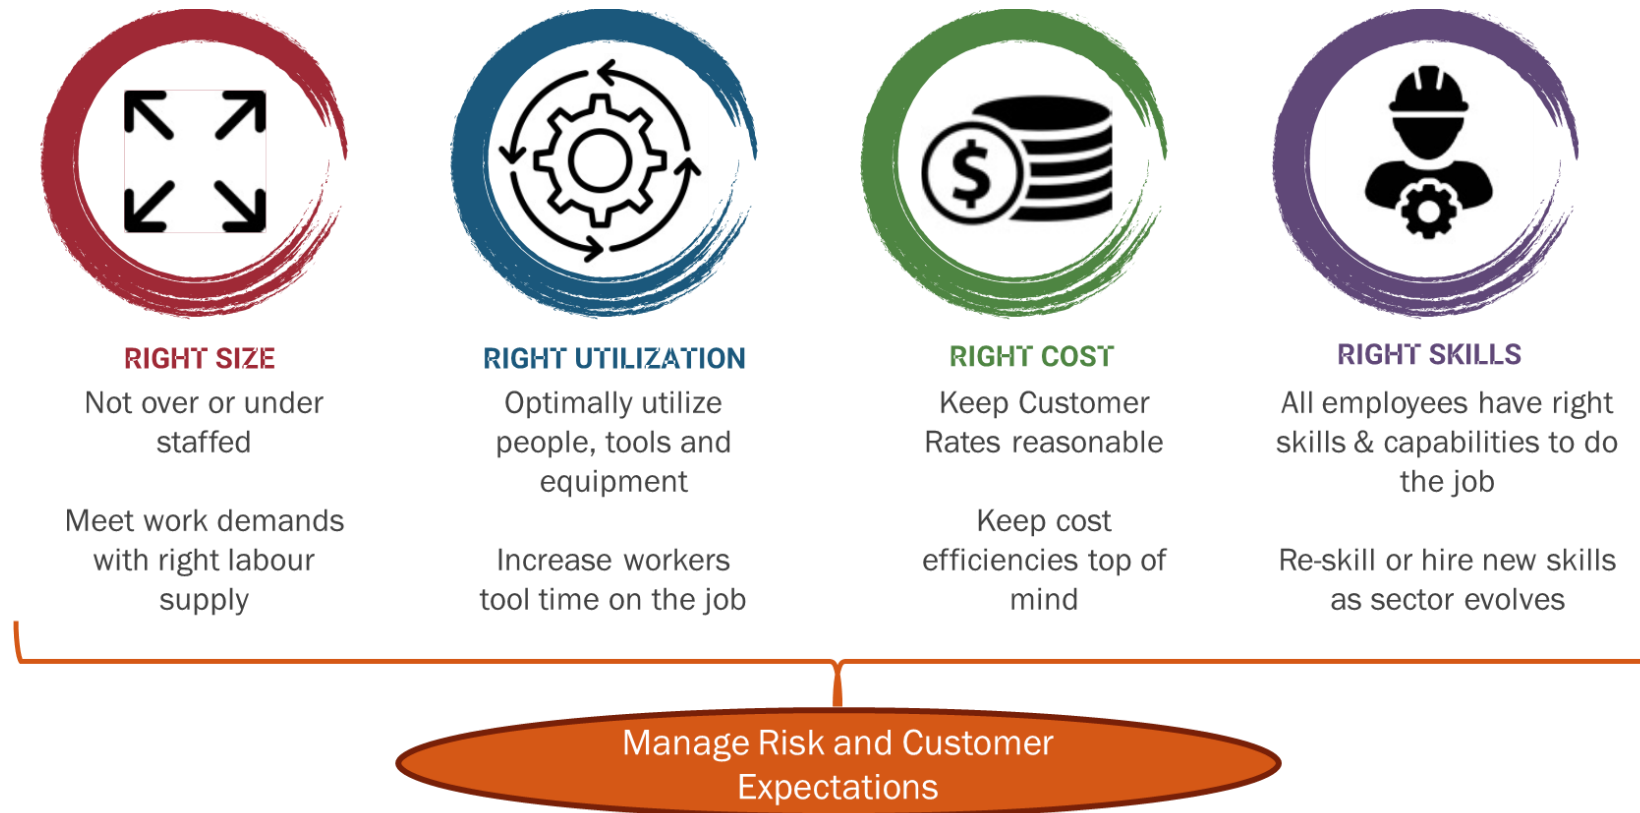 $
RIGHT SIZE
Not over or under
staffed
Meet work demands
with right labour
supply
RIGHT UTILIZATION
Optimally utilize
people, tools and
equipment
Increase workers
tool time on the job
RIGHT COST
Keep Customer
Rates reasonable
Keep cost
efficiencies top of
mind
RIGHT SKILLS
All employees have right
skills & capabilities to do
the job
Re-skill or hire new skills
as sector evolves
Manage Risk and Customer
Expectations